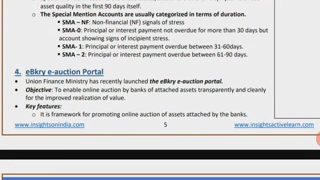 asset quality in the first 90 days itself.
o The Special Mention Accounts are usually categorized in terms of duration.
▪ SMA – NF: Non-financial (NF) signals of stress
▪ SMA-0: Principal or interest payment not overdue for more than 30 days but
account showing signs of incipient stress.
▪ SMA- 1: Principal or interest payment overdue between 31-60days.
▪ SMA – 2: Principal or interest payment overdue between 61-90 days.
4. eBkry e-auction Portal
• Union Finance Ministry has recently launched the eBkry e-auction portal.
• Objective: To enable online auction by banks of attached assets transparently and cleanly
for the improved realization of value.
• Key features:
o It is framework for promoting online auction of assets attached by the banks.
www.insightsonindia.com 5 www.insightsactivelearn.com